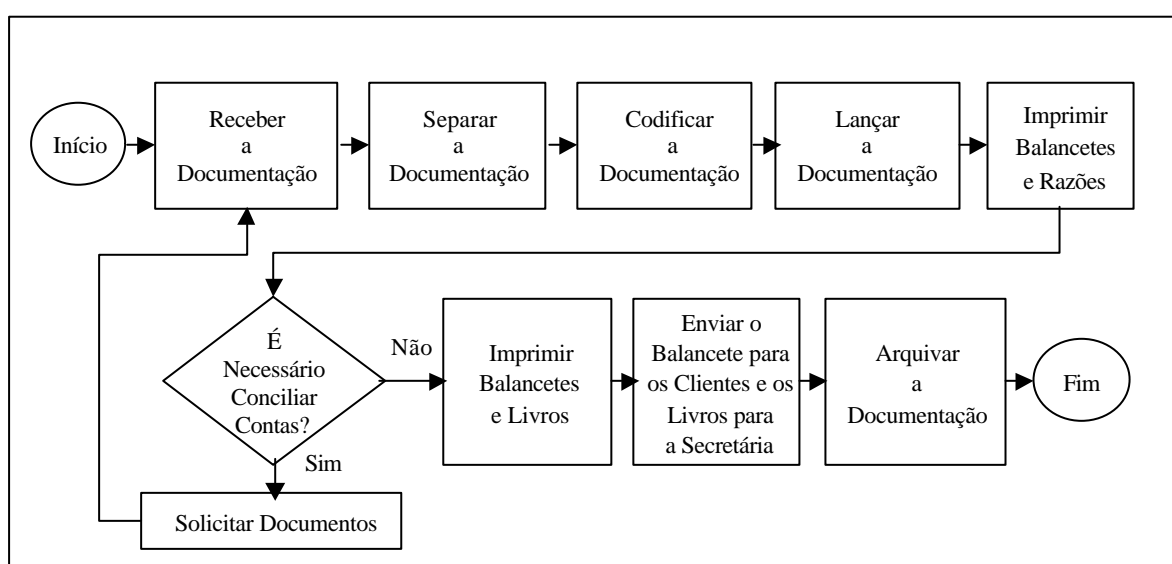 Início
Receber
a
Documentação
Separar
a
Documentação
Codificar
a
Documentação
Lançar
a
Documentação
Imprimir
Balancetes
e Razões
É
Necessário
Conciliar
Contas?
Não
Sim
Solicitar Documentos
Imprimir
Balancetes
e Livros
Enviar o
Balancete para
os Clientes e os
Livros para
a Secretária
Arquivar
a
Documentação
Fim